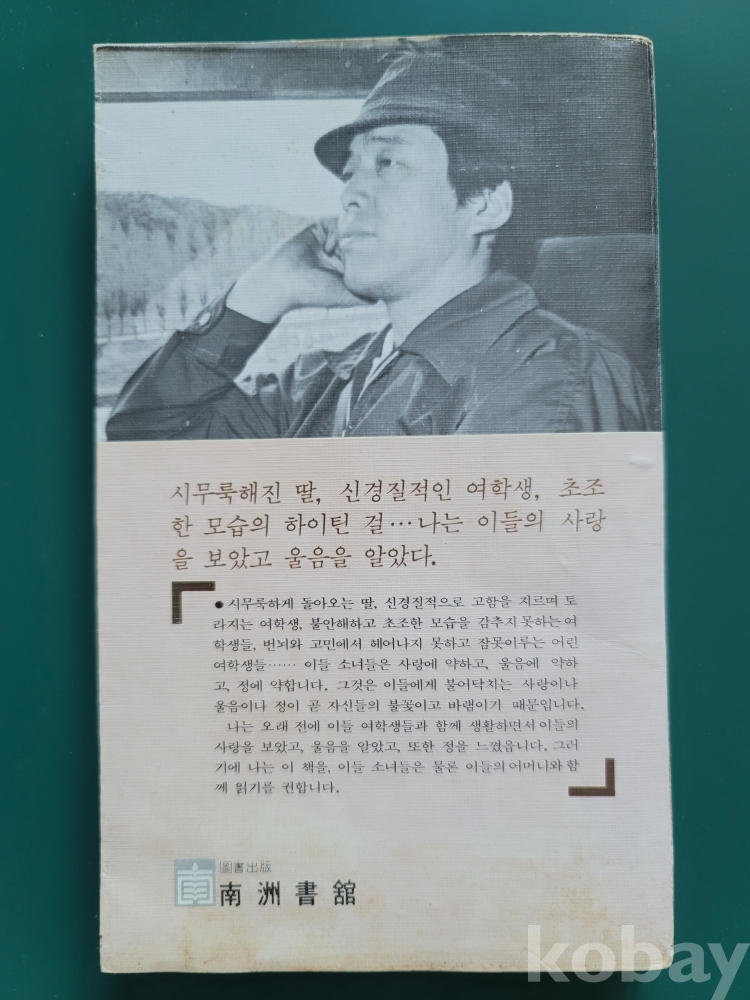 시무룩해진 딸, 신경질적인 여학생, 초조
한 모습의 하이틴 걸…나는 이들의 사랑
을 보았고 울음을 알았다.
● 시무룩하게 돌아오는 딸, 신경질적으로 고함을 지르며 토
라지는 여학생, 불안해하고 초조한 모습을 감추지 못하는 여
학생들, 번뇌와 고민에서 헤어나지 못하고 잠못이루는 어린
여학생들…… 이들 소녀들은 사랑에 약하고, 울음에 약하
고, 정에 약합니다. 그것은 이들에게 불어닥치는 사랑이나
울음이나 정이 곧 자신들의 불꽃이고 바램이기 때문입니다.
나는 오래 전에 이들 여학생들과 함께 생활하면서 이들의
사랑을 보았고, 울음을 알았고, 또한 정을 느꼈읍니다. 그러
기에 나는 이 책을, 이들 소녀들은 물론 이들의 어머니와 함
께 읽기를 권합니다.
圖書出版
南洲書舘
kobay